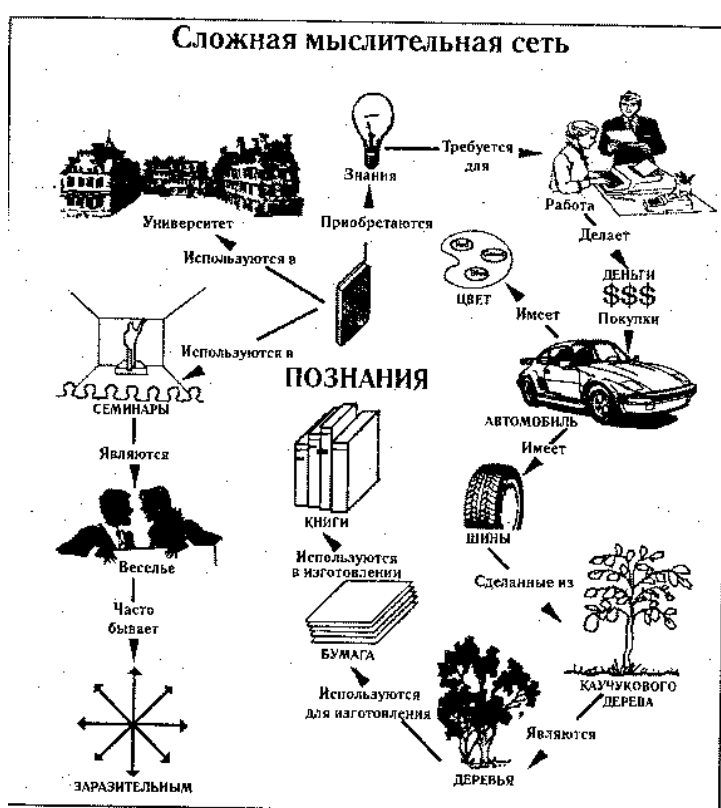 Сложная мыслительная сеть
Знания
Требуется
для
Работа
Университет
Приобретаются
Делает
Используются в
ДЕНЬГИ
$$$
ЦВЕТ
Имеет
Покупки
Используются в
ПОЗНАНИЯ
СЕМИНАРЫ
АВТОМОБИЛЬ
Имеет
Являются
КНИГИ
ШИНЫ
Используются
в изготовлении
Сделанные из
Веселье
Часто
бывает
БУМАГА
КАУЧУКОВОГО
ДЕРЕВА
Используются
для изготовления
Являются
ДЕРЕВЬЯ
ЗАРАЗИТЕЛЬНЫМ